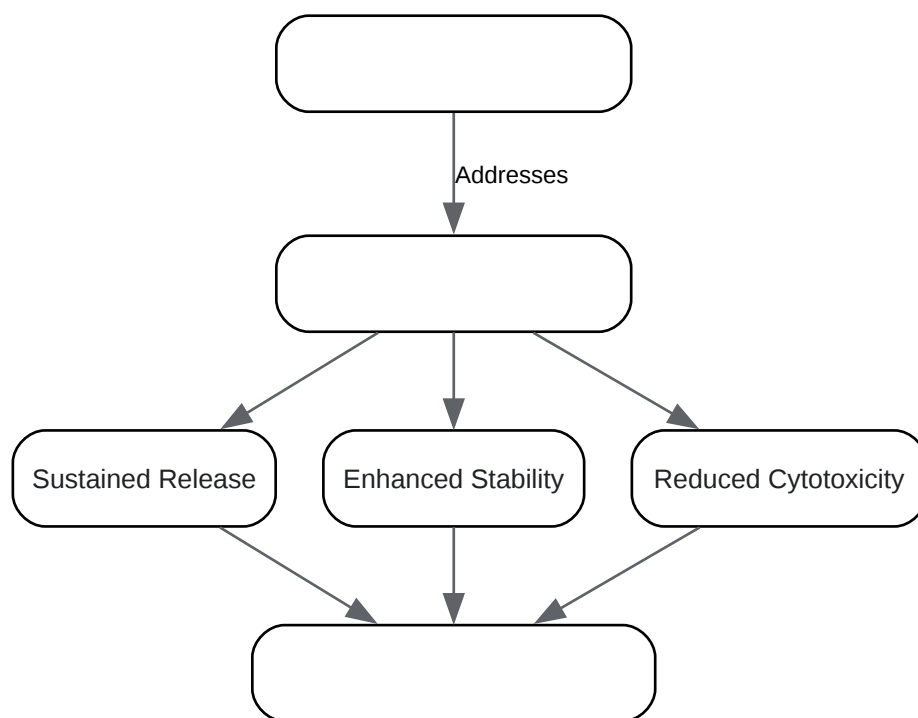 Addresses
Sustained Release
Enhanced Stability
Reduced Cytotoxicity